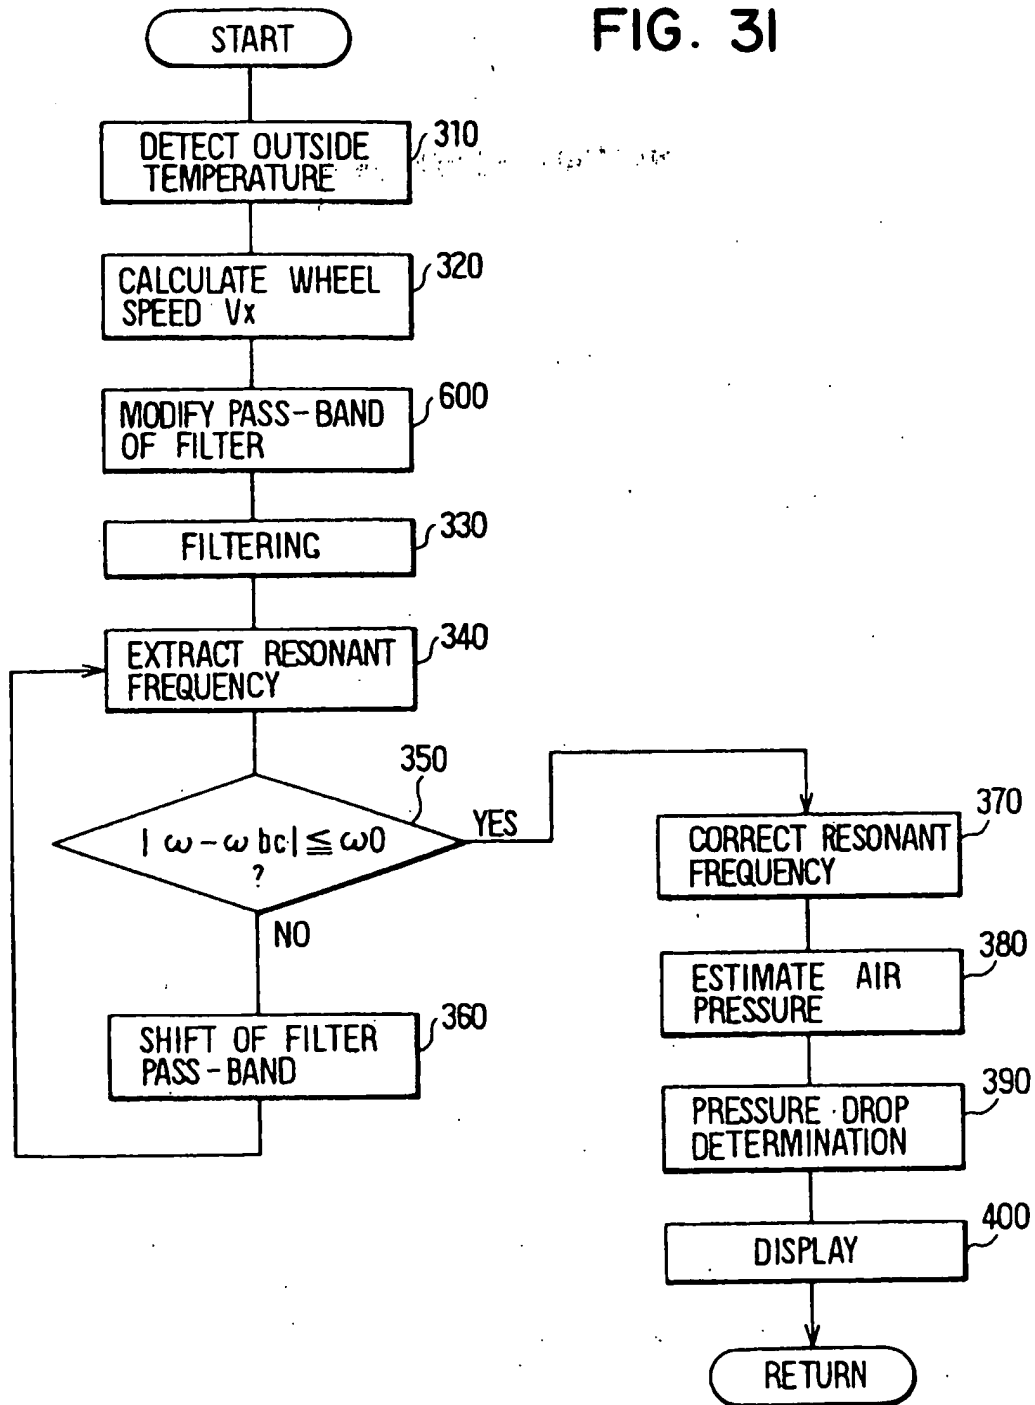 FIG. 31
START
310
DETECT OUTSIDE
TEMPERATURE
320
CALCULATE WHEEL
SPEED Vx
600
MODIFY PASS-BAND
OF FILTER
330
FILTERING
340
EXTRACT RESONANT
FREQUENCY
350
| ω - ω bc| ≦ ω0
?
YES
NO
360
SHIFT OF FILTER
PASS-BAND
370
CORRECT RESONANT
FREQUENCY
380
ESTIMATE AIR
PRESSURE
390
PRESSURE DROP
DETERMINATION
400
DISPLAY
RETURN